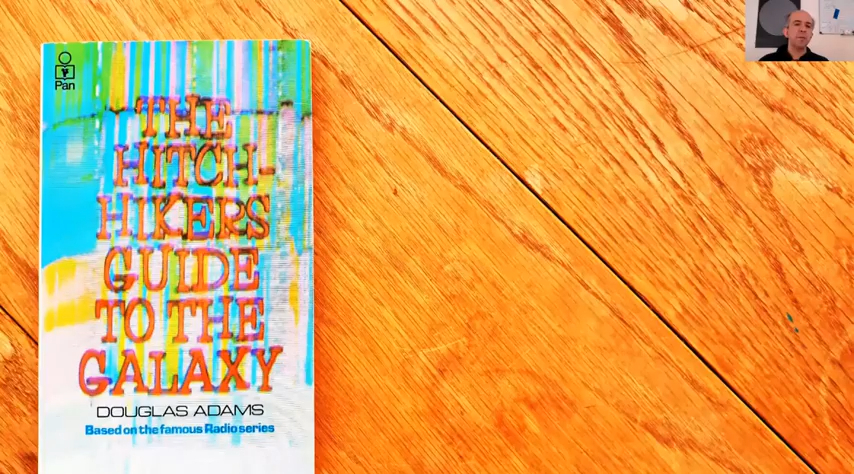 Pan
THE
HITCH-
HIKERS
GUIDE
TO THE
GALAXY
DOUGLAS ADAMS
Based on the famous Radio series